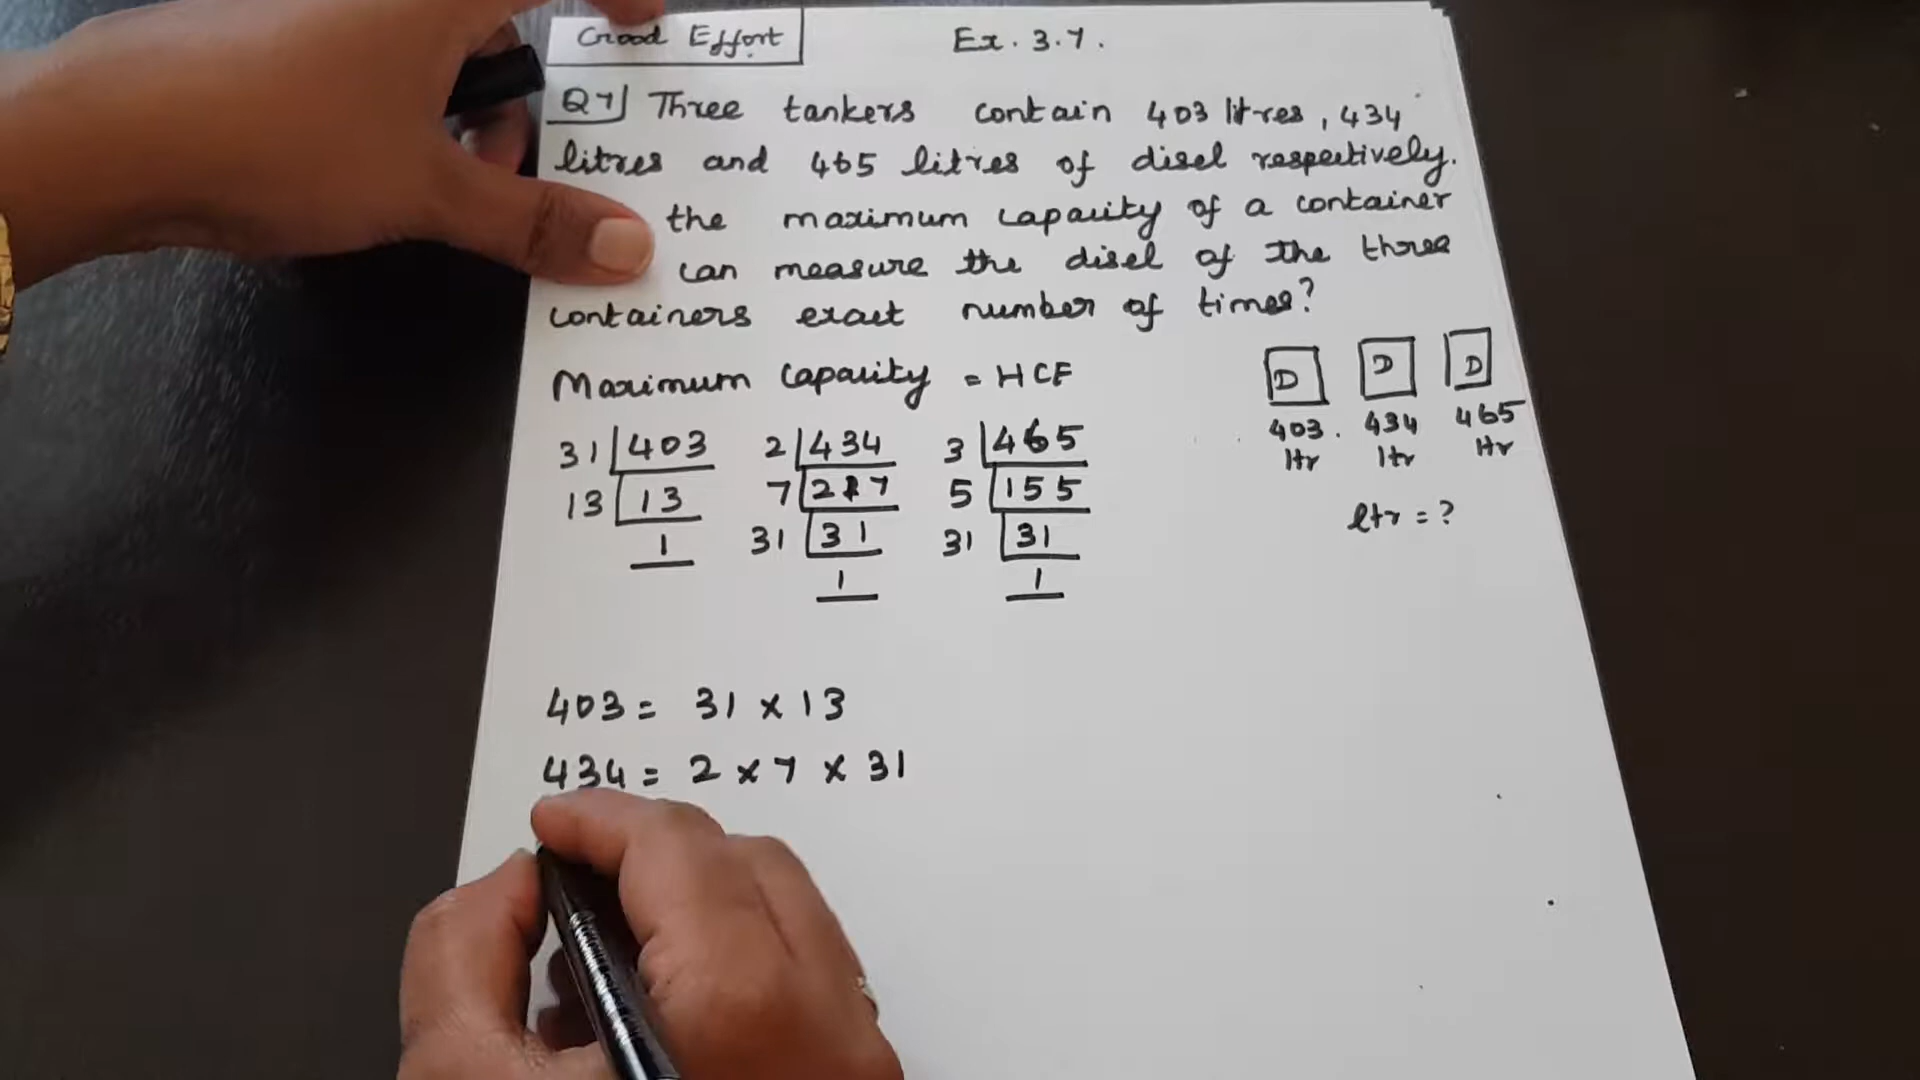 Good Effort
Ex. 3.7.
Q7 Three tankers contain 403 litres, 434
litres and 465 litres of disel respectively.
the maximum capacity of a container
can measure the disel of the three
containers exact number of times?
Maximum capacity = HCF
D D D
403. 434 465
ltr ltr ltr
ltr = ?
31 403 2 434 3 465
13 13 7 217 5 155
1 31 31 31 31
1 1
403 = 31 × 13
434 = 2 × 7 × 31